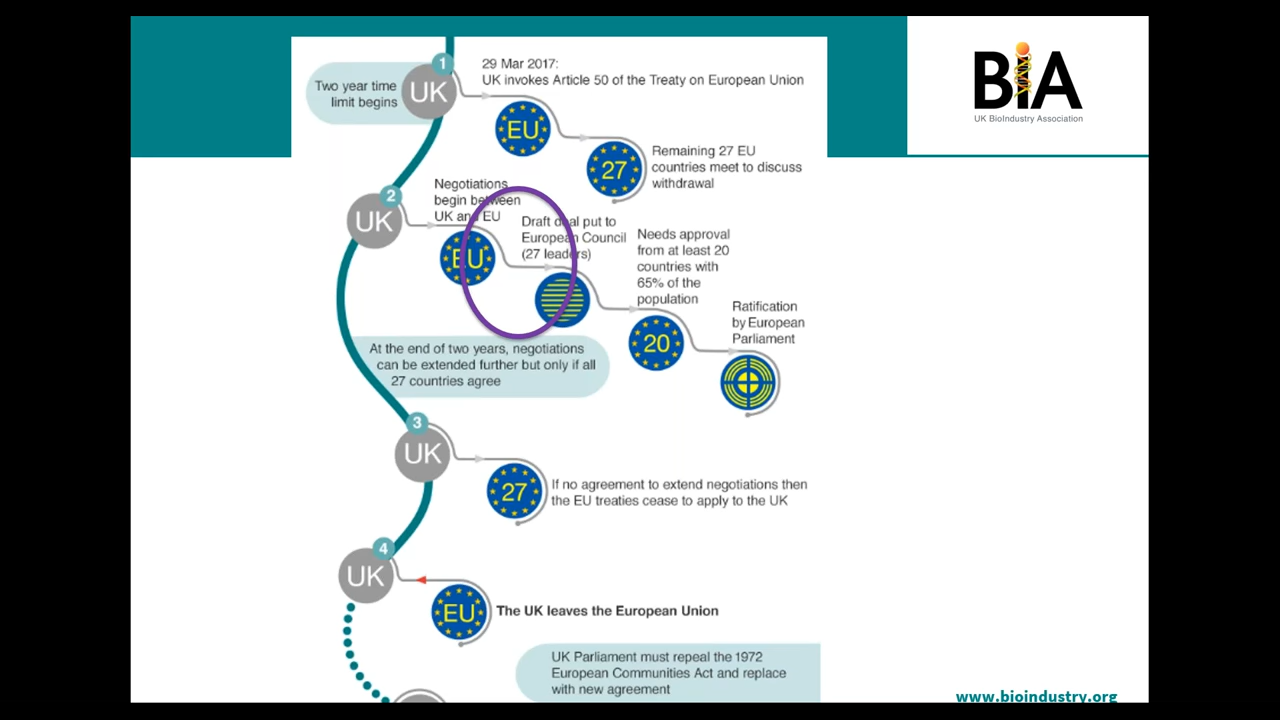 BIA
UK BioIndustry Association
1
29 Mar 2017:
UK invokes Article 50 of the Treaty on European Union
Two year time
limit begins
UK
EU
27
Remaining 27 EU
countries meet to discuss
withdrawal
2
UK
Negotiations
begin between
UK and EU
EU
Draft deal put to
European Council
(27 leaders)
Needs approval
from at least 20
countries with
65% of the
population
20
Ratification
by European
Parliament
At the end of two years, negotiations
can be extended further but only if all
27 countries agree
3
UK
27
If no agreement to extend negotiations then
the EU treaties cease to apply to the UK
4
UK
EU
The UK leaves the European Union
UK Parliament must repeal the 1972
European Communities Act and replace
with new agreement
www.bioindustry.org